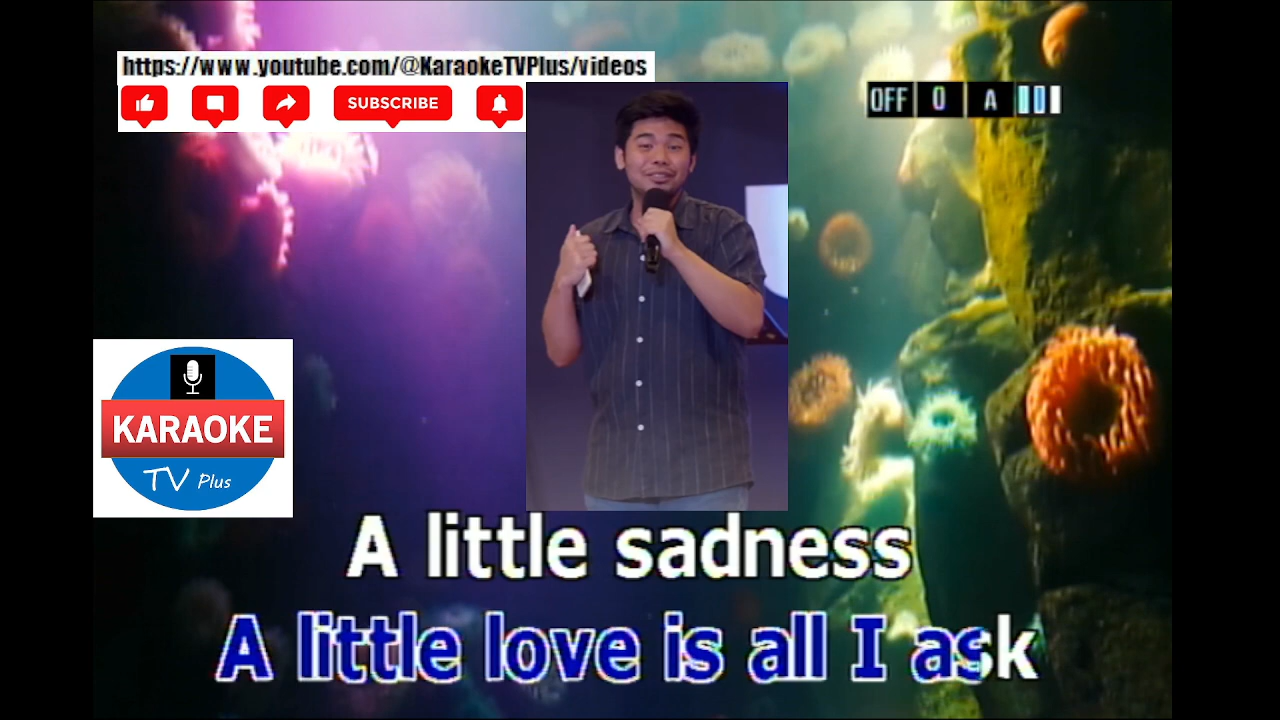 https://www.youtube.com/@KaraokeTVPlus/videos
SUBSCRIBE
OFF 0 A
KARAOKE
TV Plus
A little sadness
A little love is all I ask